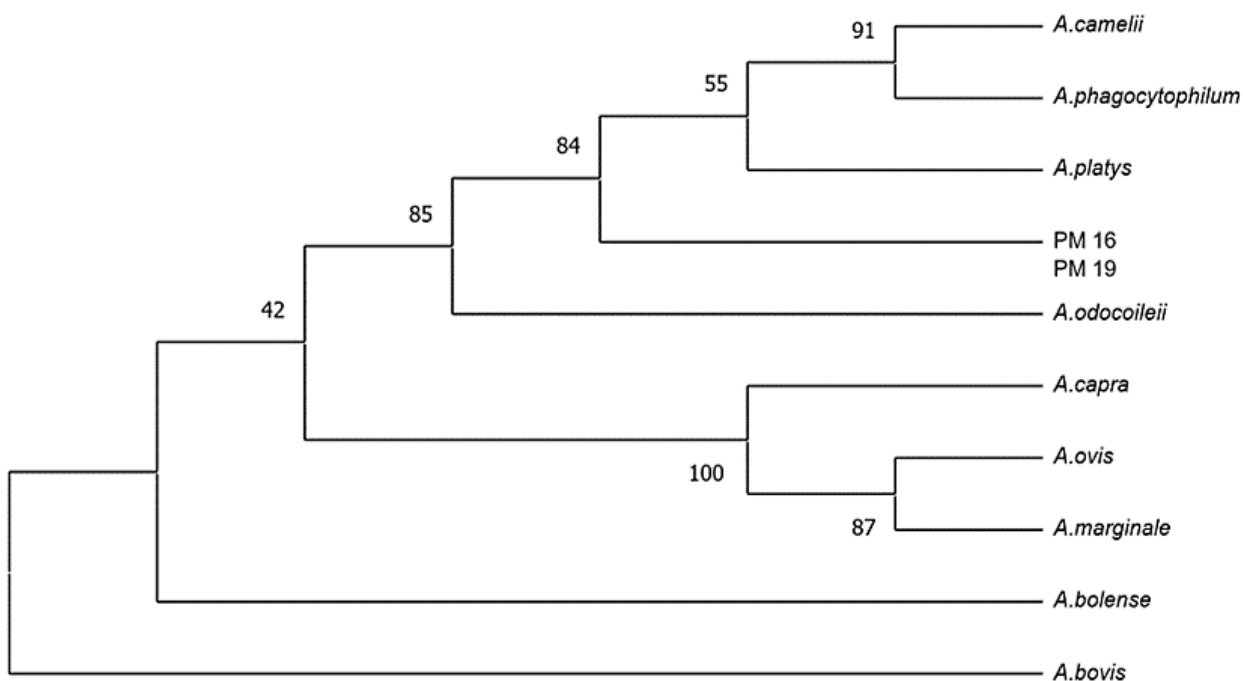 A.camelii
91
A.phagocytophilum
55
A.platys
84
PM 16
PM 19
85
A.odocoileii
42
A.capra
A.ovis
100
A.marginale
87
A.bolense
A.bovis